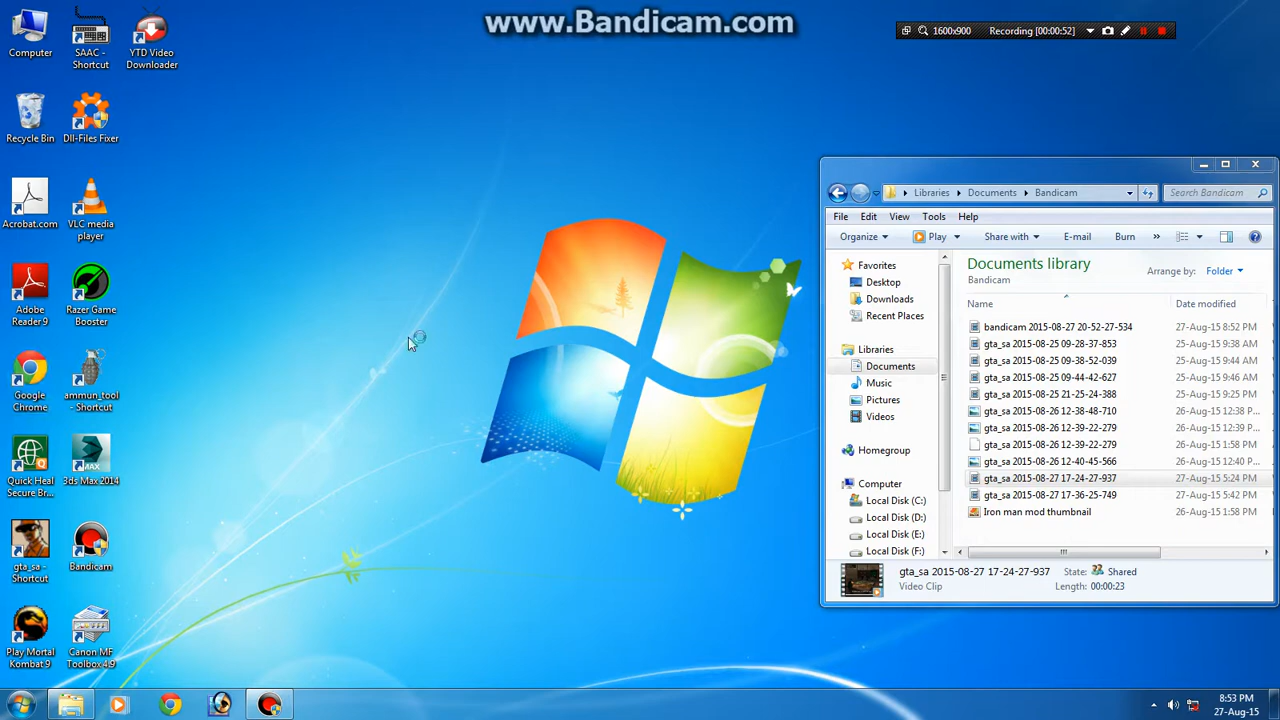 www.Bandicam.com
1600x900
Recording [00:00:52]
Computer
SAAC - Shortcut
YTD Video Downloader
Recycle Bin
Dll-Files Fixer
Acrobat.com
VLC media player
Adobe Reader 9
Razer Game Booster
Google Chrome
ammun_tool - Shortcut
Quick Heal Secure Br...
3ds Max 2014
gta_sa - Shortcut
Bandicam
Play Mortal Kombat 9
Canon MF Toolbox 4.9
Libraries
Documents
Bandicam
Search Bandicam
File
Edit
View
Tools
Help
Organize
Play
Share with
E-mail
Burn
»
Favorites
Desktop
Downloads
Recent Places
Libraries
Documents
Music
Pictures
Videos
Homegroup
Computer
Local Disk (C:)
Local Disk (D:)
Local Disk (E:)
Local Disk (F:)
Documents library
Bandicam
Arrange by: Folder
Name
Date modified
bandicam 2015-08-27 20-52-27-534 27-Aug-15 8:52 PM
gta_sa 2015-08-25 09-28-37-853 25-Aug-15 9:38 AM
gta_sa 2015-08-25 09-38-52-039 25-Aug-15 9:44 AM
gta_sa 2015-08-25 09-44-42-627 25-Aug-15 9:46 AM
gta_sa 2015-08-25 21-25-24-388 25-Aug-15 9:25 PM
gta_sa 2015-08-26 12-38-48-710 26-Aug-15 12:38 P...
gta_sa 2015-08-26 12-39-22-279 26-Aug-15 12:39 P...
gta_sa 2015-08-26 12-39-22-279 26-Aug-15 1:58 PM
gta_sa 2015-08-26 12-40-45-566 26-Aug-15 12:40 P...
gta_sa 2015-08-27 17-24-27-937 27-Aug-15 5:24 PM
gta_sa 2015-08-27 17-36-25-749 27-Aug-15 5:42 PM
Iron man mod thumbnail 26-Aug-15 1:58 PM
gta_sa 2015-08-27 17-24-27-937 State: Shared
Video Clip Length: 00:00:23
8:53 PM
27-Aug-15